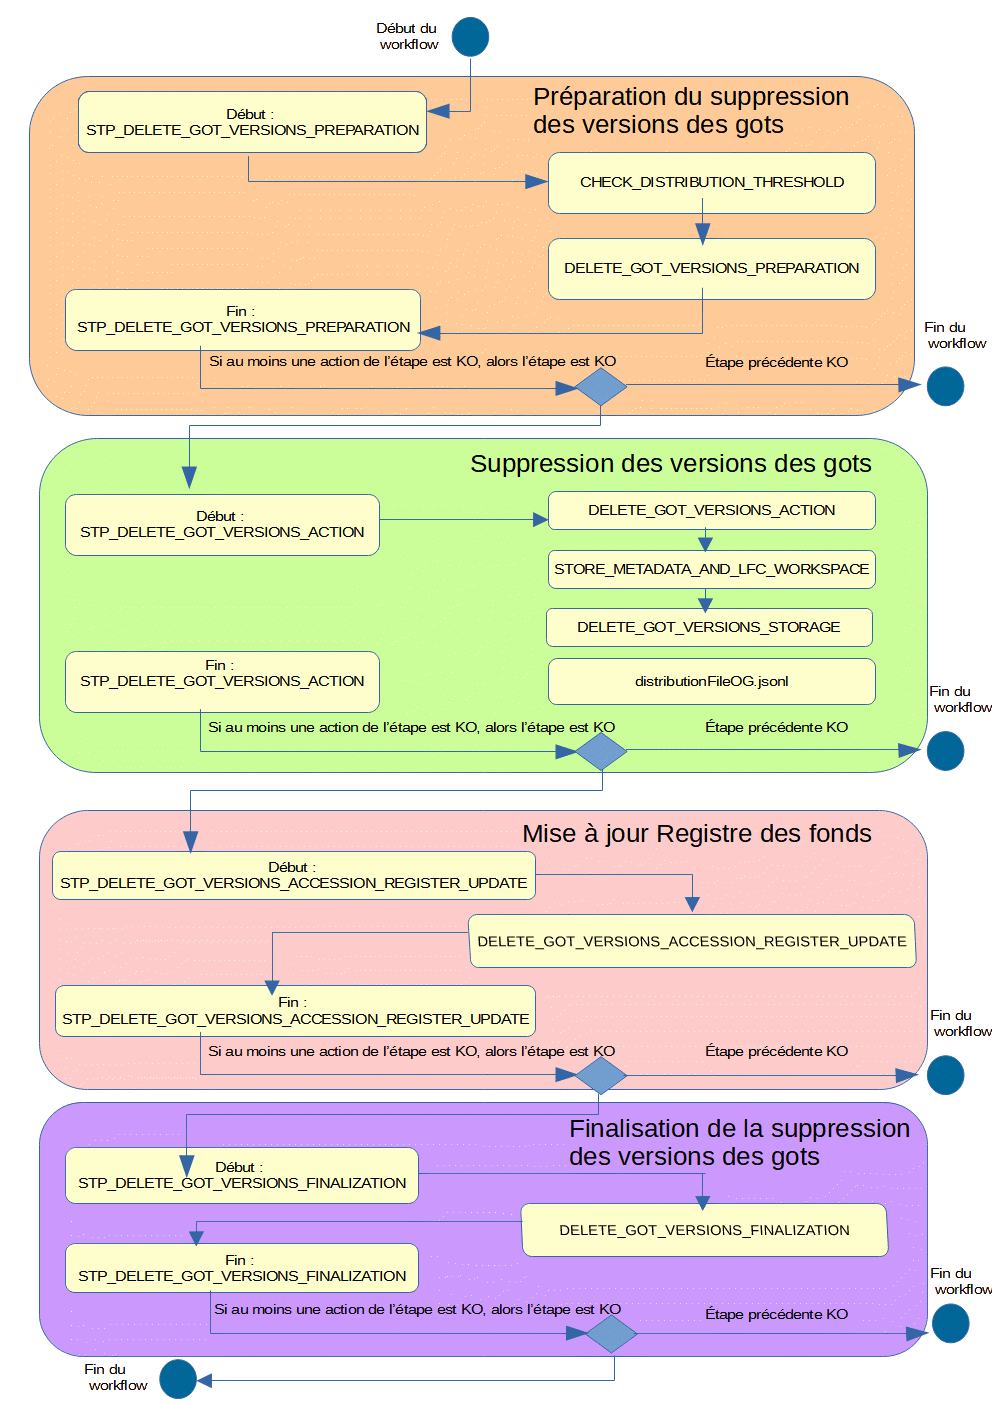 Début du
workflow
Préparation du suppression
des versions des gots
Début :
STP_DELETE_GOT_VERSIONS_PREPARATION
CHECK_DISTRIBUTION_THRESHOLD
DELETE_GOT_VERSIONS_PREPARATION
Fin :
STP_DELETE_GOT_VERSIONS_PREPARATION
Si au moins une action de l’étape est KO, alors l’étape est KO
Étape précédente KO
Fin du
workflow
Suppression des versions des gots
Début :
STP_DELETE_GOT_VERSIONS_ACTION
DELETE_GOT_VERSIONS_ACTION
STORE_METADATA_AND_LFC_WORKSPACE
DELETE_GOT_VERSIONS_STORAGE
distributionFileOG.jsonl
Fin :
STP_DELETE_GOT_VERSIONS_ACTION
Si au moins une action de l’étape est KO, alors l’étape est KO
Étape précédente KO
Fin du
workflow
Mise à jour Registre des fonds
Début :
STP_DELETE_GOT_VERSIONS_ACCESSION_REGISTER_UPDATE
DELETE_GOT_VERSIONS_ACCESSION_REGISTER_UPDATE
Fin :
STP_DELETE_GOT_VERSIONS_ACCESSION_REGISTER_UPDATE
Si au moins une action de l’étape est KO, alors l’étape est KO
Étape précédente KO
Fin du
workflow
Finalisation de la suppression
des versions des gots
Début :
STP_DELETE_GOT_VERSIONS_FINALIZATION
DELETE_GOT_VERSIONS_FINALIZATION
Fin :
STP_DELETE_GOT_VERSIONS_FINALIZATION
Si au moins une action de l’étape est KO, alors l’étape est KO
Étape précédente KO
Fin du
workflow
Fin du
workflow